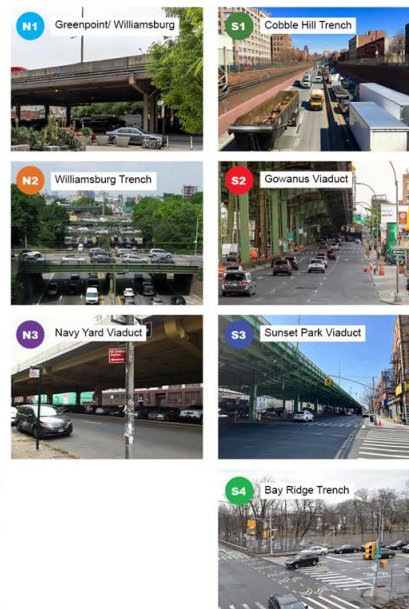 N1 Greenpoint/ Williamsburg
S1 Cobble Hill Trench
N2 Williamsburg Trench
S2 Gowanus Viaduct
N3 Navy Yard Viaduct
S3 Sunset Park Viaduct
S4 Bay Ridge Trench